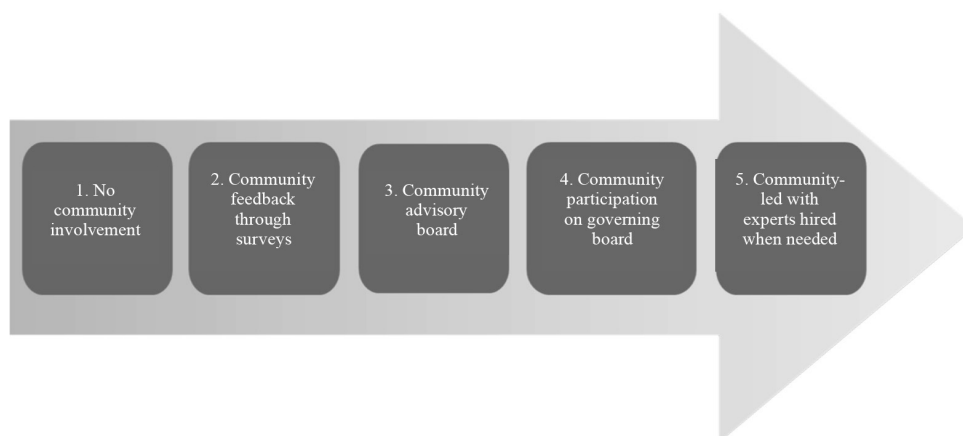 1. No
community
involvement
2. Community
feedback
through
surveys
3. Community
advisory
board
4. Community
participation
on governing
board
5. Community-
led with
experts hired
when needed